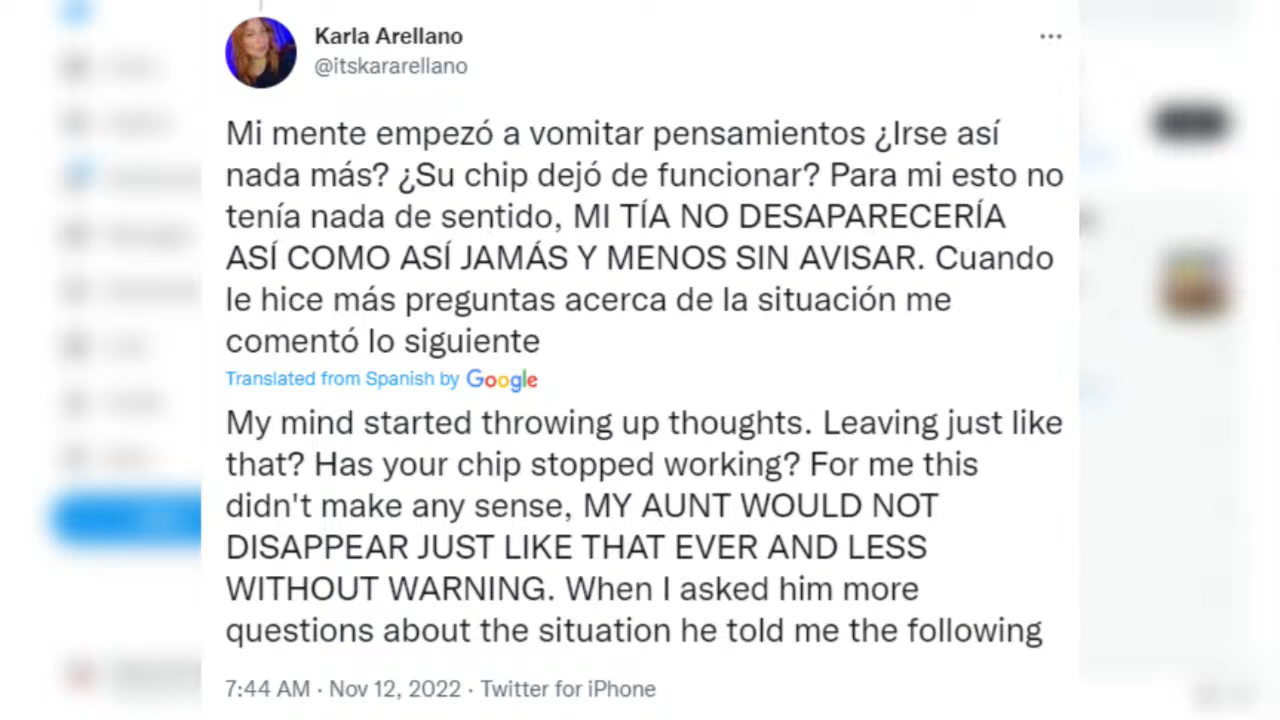 Karla Arellano
@itskararellano
Mi mente empezó a vomitar pensamientos ¿Irse así
nada más? ¿Su chip dejó de funcionar? Para mi esto no
tenía nada de sentido, MI TÍA NO DESAPARECERÍA
ASÍ COMO ASÍ JAMÁS Y MENOS SIN AVISAR. Cuando
le hice más preguntas acerca de la situación me
comentó lo siguiente
Translated from Spanish by Google
My mind started throwing up thoughts. Leaving just like
that? Has your chip stopped working? For me this
didn't make any sense, MY AUNT WOULD NOT
DISAPPEAR JUST LIKE THAT EVER AND LESS
WITHOUT WARNING. When I asked him more
questions about the situation he told me the following
7:44 AM · Nov 12, 2022 · Twitter for iPhone